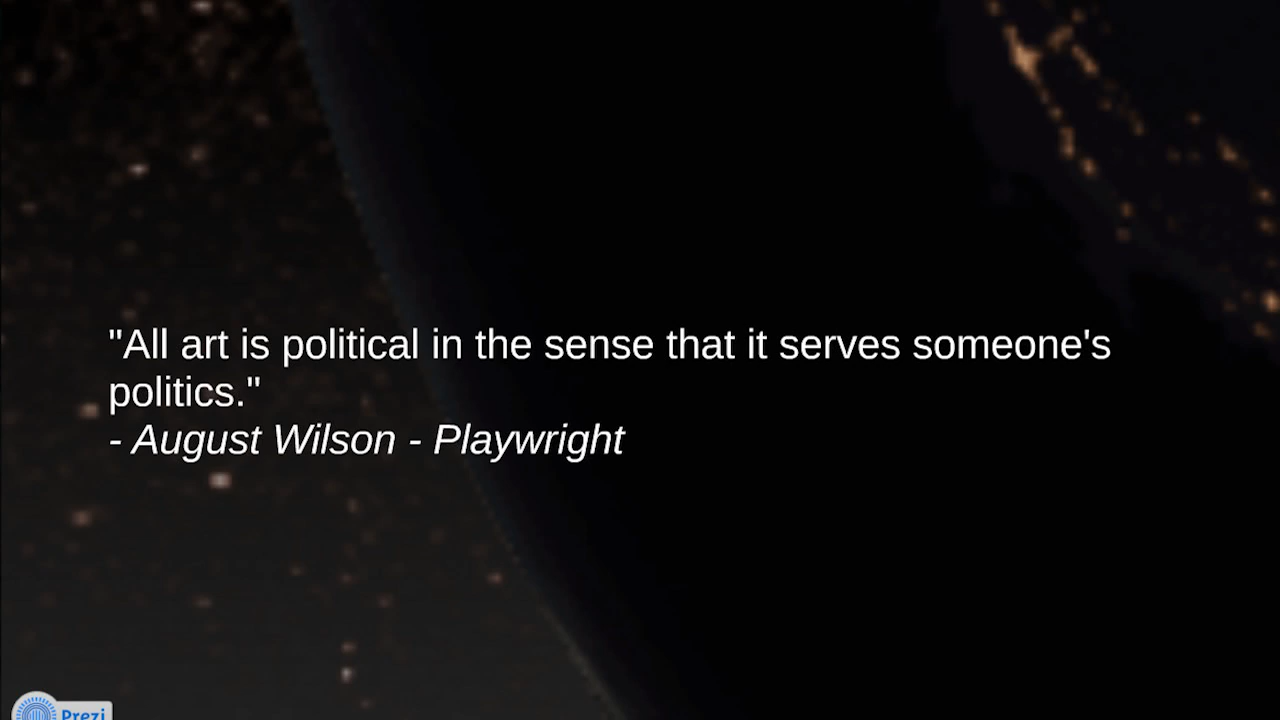 "All art is political in the sense that it serves someone's
politics."
- August Wilson - Playwright
Prezi